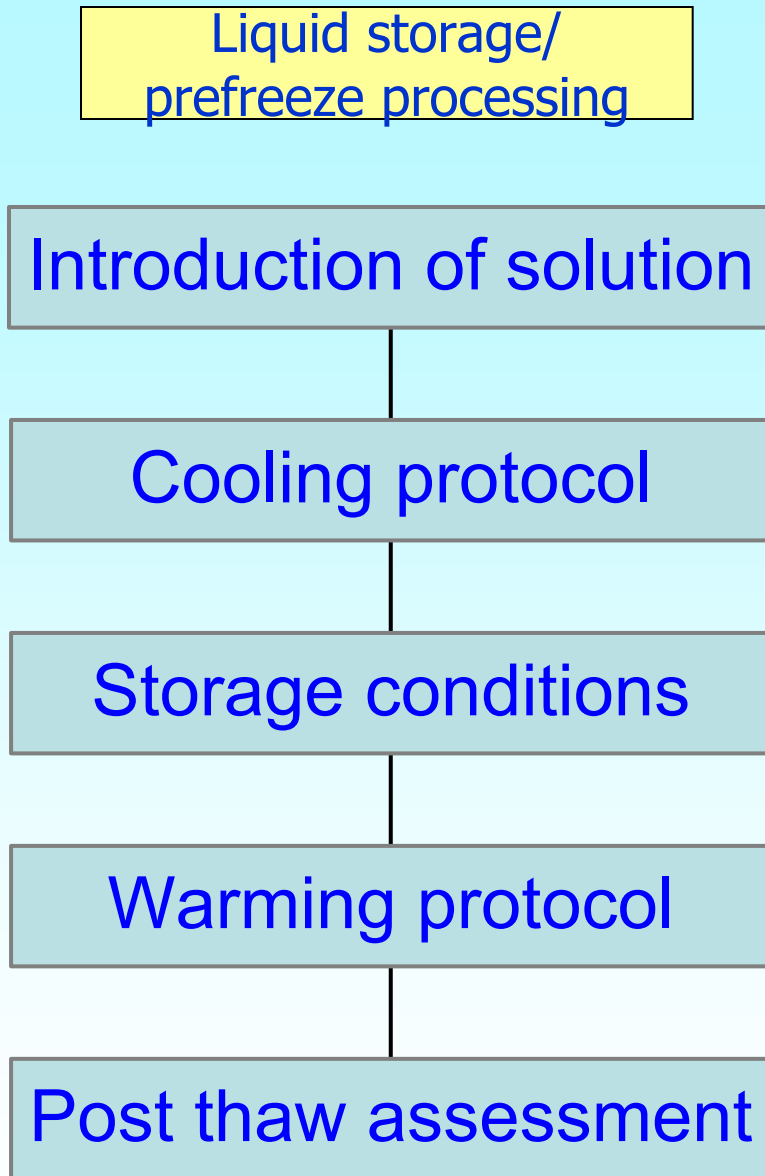 Liquid storage/
prefreeze processing
Introduction of solution
Cooling protocol
Storage conditions
Warming protocol
Post thaw assessment